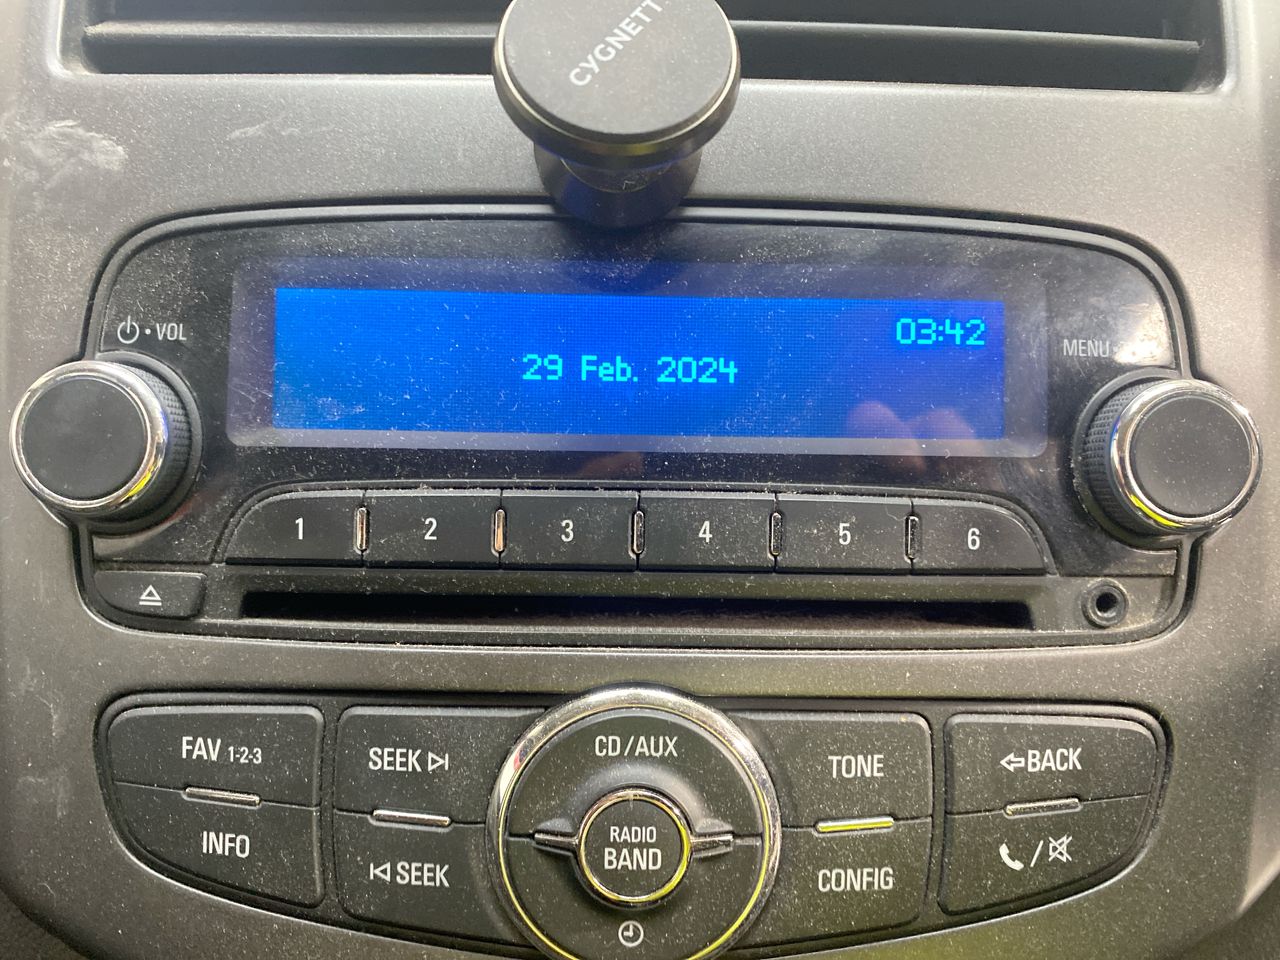 CYGNETT
VOL
MENU
03:42
29 Feb. 2024
1 2 3 4 5 6
FAV 1-2-3
SEEK
CD/AUX
TONE
BACK
INFO
SEEK
RADIO
BAND
CONFIG